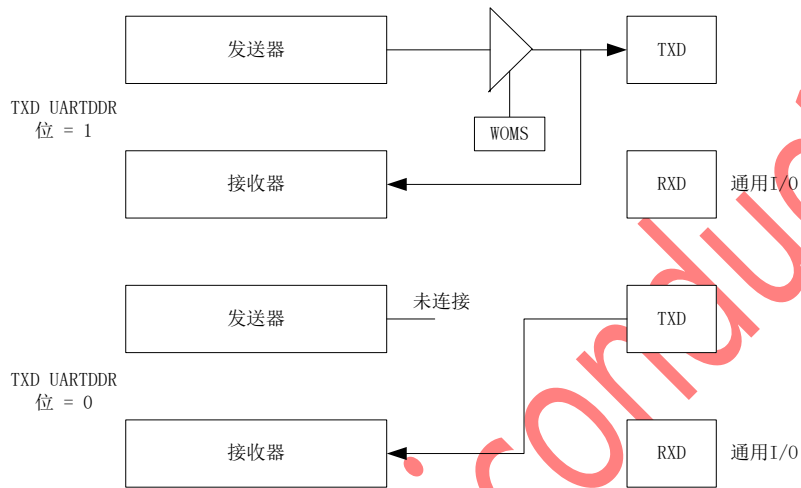 发送器
TXD
TXD UARTDDR
位 = 1
WOMS
接收器
RXD
通用I/O
发送器
未连接
TXD
TXD UARTDDR
位 = 0
接收器
RXD
通用I/O